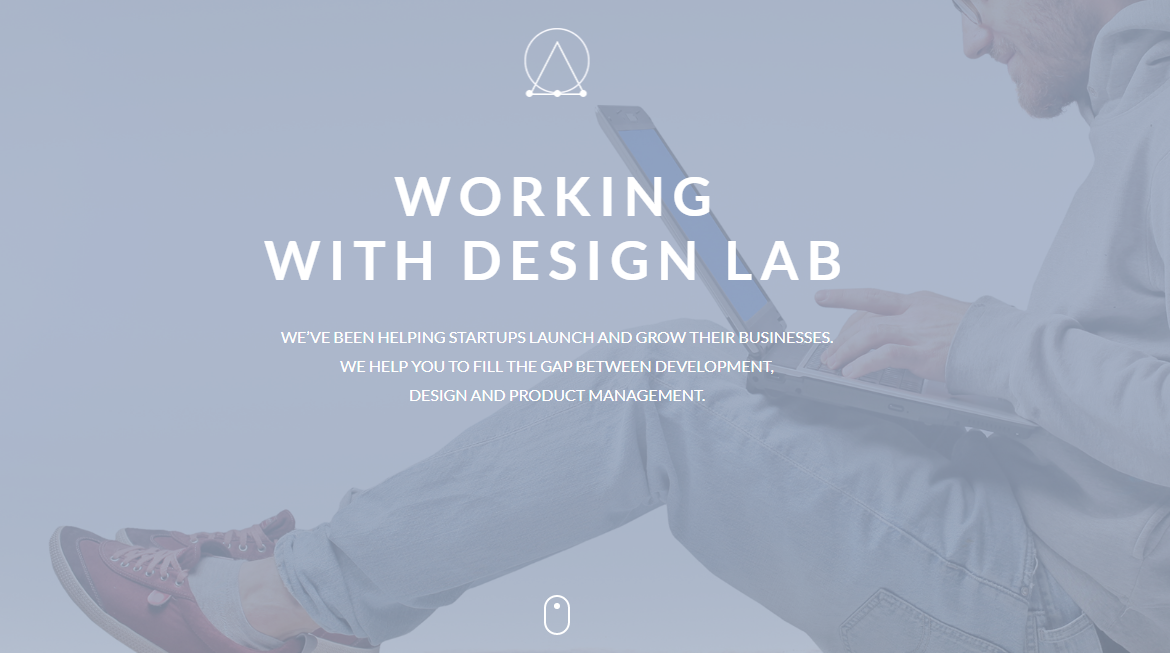 WORKING
WITH DESIGN LAB
WE'VE BEEN HELPING STARTUPS LAUNCH AND GROW THEIR BUSINESSES.
WE HELP YOU TO FILL THE GAP BETWEEN DEVELOPMENT,
DESIGN AND PRODUCT MANAGEMENT.